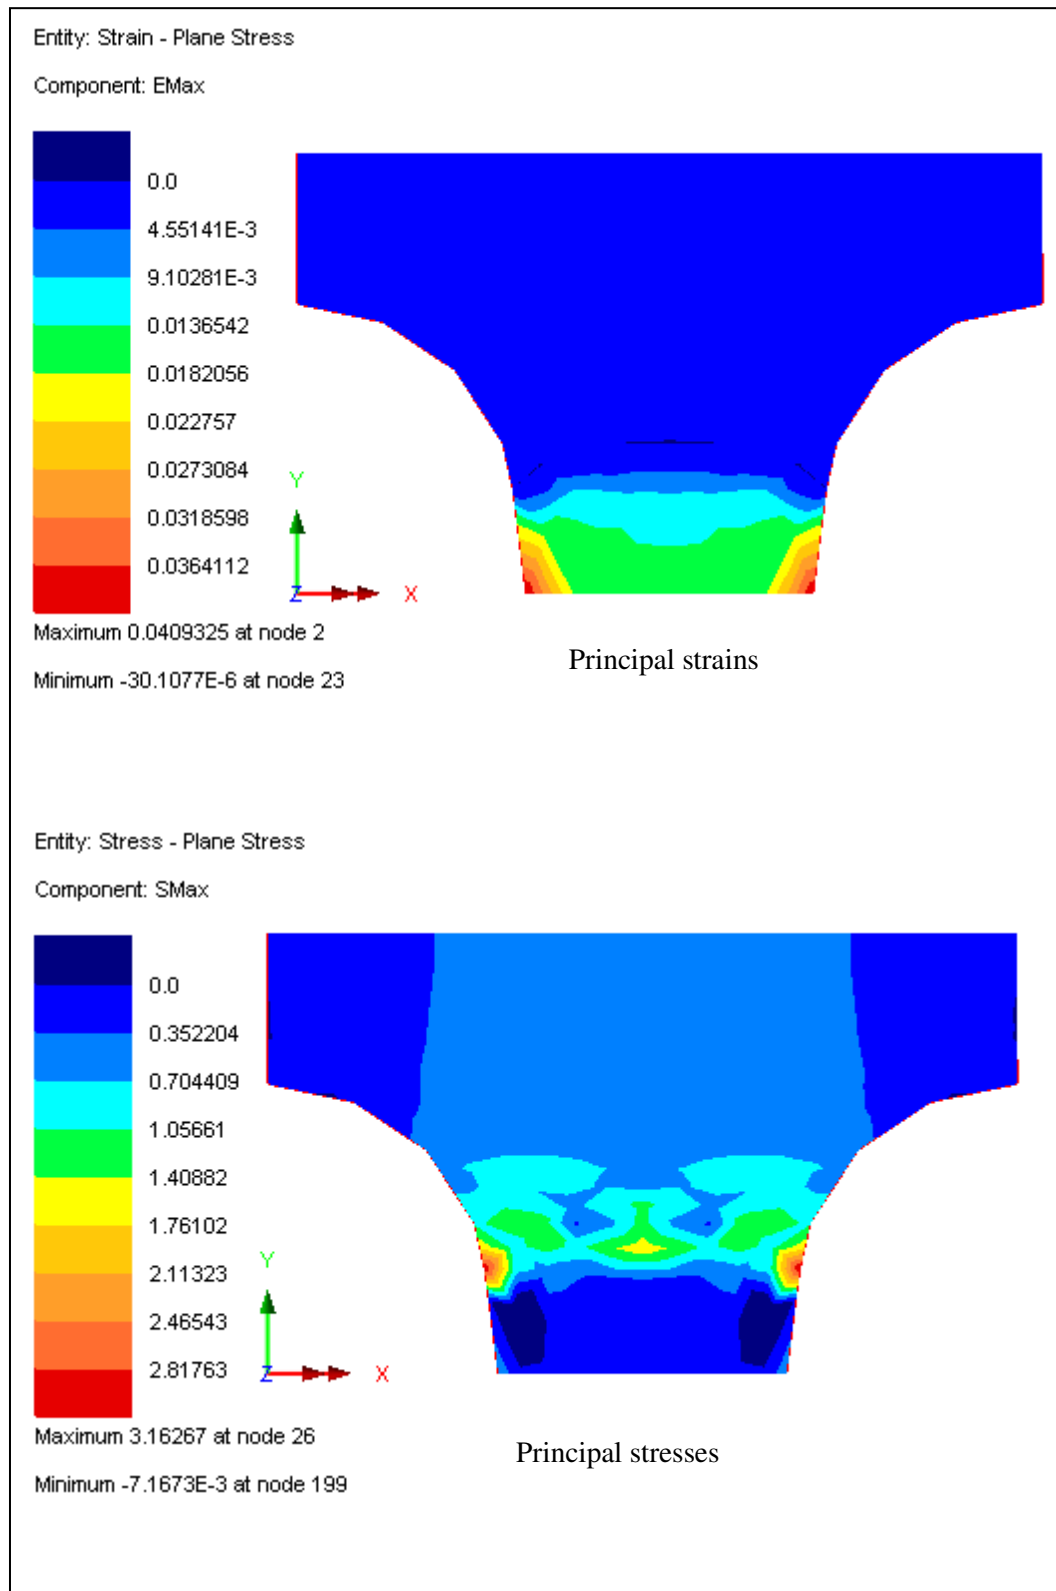 Entity: Strain - Plane Stress
Component: EMax
0.0
4.55141E-3
9.10281E-3
0.0136542
0.0182056
0.022757
0.0273084
0.0318598
0.0364112
Y
Z
X
Maximum 0.0409325 at node 2
Minimum -30.1077E-6 at node 23
Principal strains
Entity: Stress - Plane Stress
Component: SMax
0.0
0.352204
0.704409
1.05661
1.40882
1.76102
2.11323
2.46543
2.81763
Y
Z
X
Maximum 3.16267 at node 26
Minimum -7.1673E-3 at node 199
Principal stresses